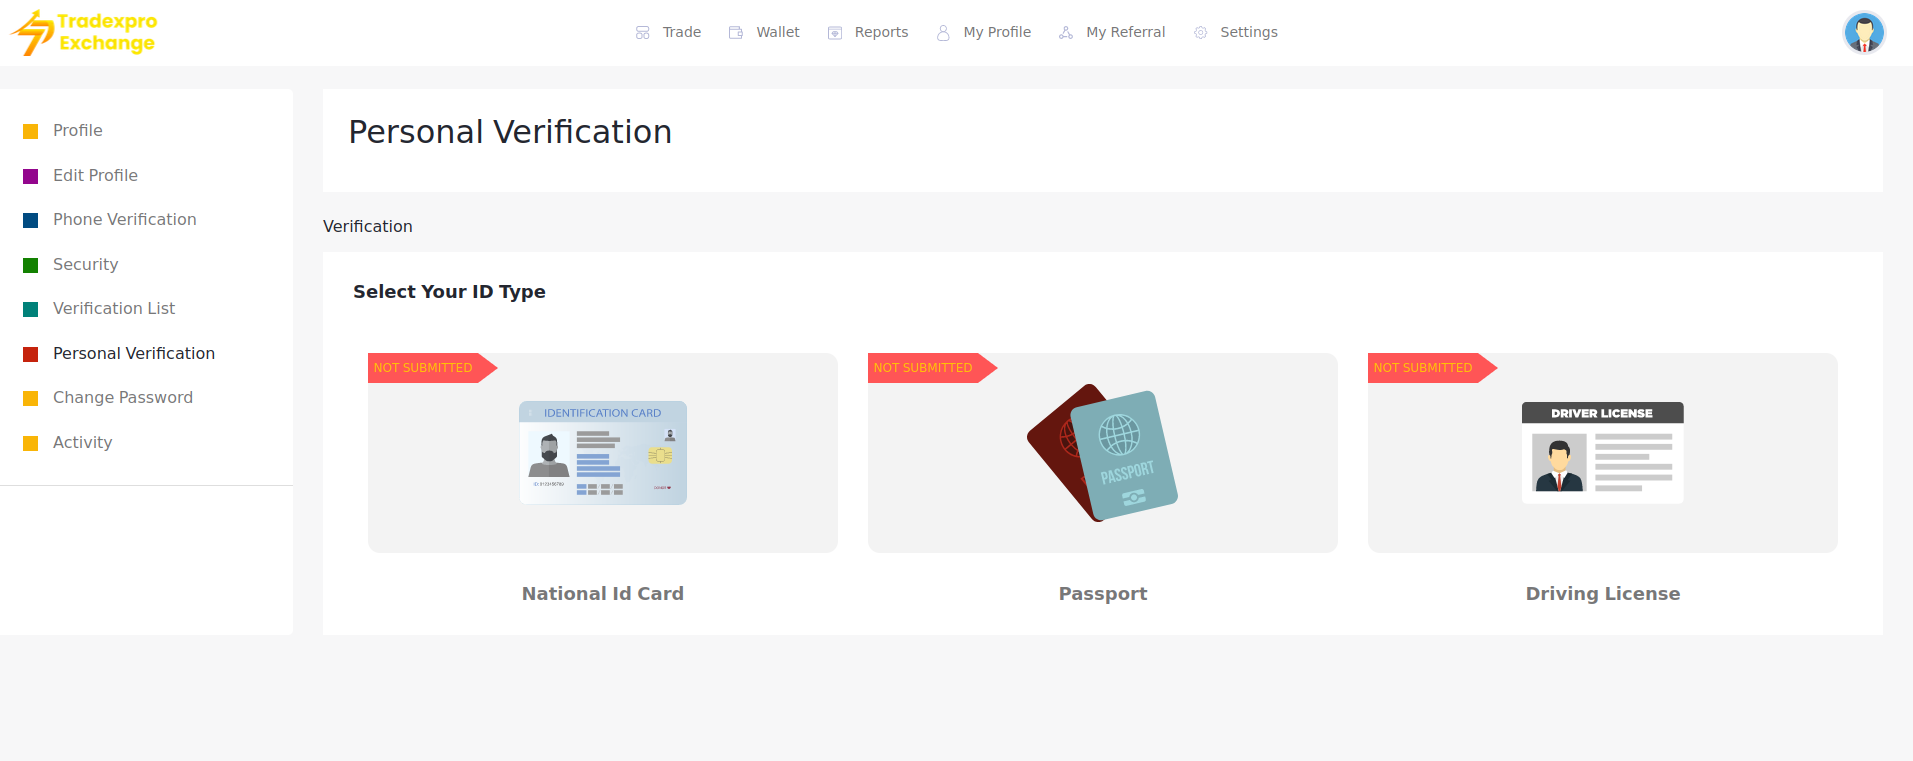 Tradexpro
Exchange
Trade
Wallet
Reports
My Profile
My Referral
Settings
Profile
Edit Profile
Phone Verification
Security
Verification List
Personal Verification
Change Password
Activity
Personal Verification
Verification
Select Your ID Type
NOT SUBMITTED
IDENTIFICATION CARD
National Id Card
NOT SUBMITTED
PASSPORT
Passport
NOT SUBMITTED
DRIVER LICENSE
Driving License